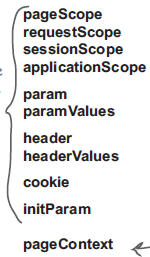 pageScope
requestScope
sessionScope
applicationScope
param
paramValues
header
headerValues
cookie
initParam
pageContext